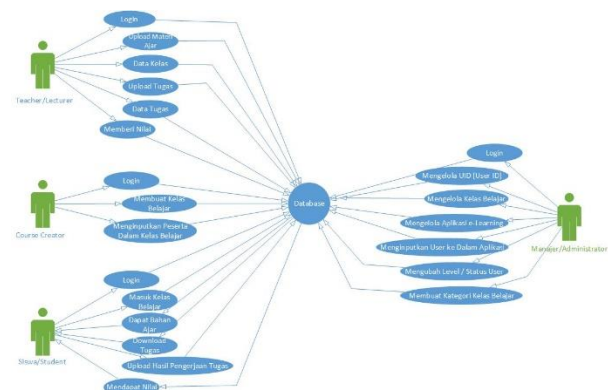 Login
Upload Materi
Ajar
Data Kelas
Upload Tugas
Data Tugas
Memberi Nilai
Teacher/Lecturer
Login
Membuat Kelas
Belajar
Menginputkan Peserta
Dalam Kelas Belajar
Course Creator
Login
Masuk Kelas
Belajar
Dapat Bahan
Ajar
Download
Tugas
Upload Hasil Pengerjaan Tugas
Mendapat Nilai
Siswa/Student
Database
Login
Mengelola UID (User ID)
Mengelola Kelas Belajar
Mengelola Aplikasi e-Learning
Menginputkan User ke Dalam Aplikasi
Mengubah Level / Status User
Membuat Kategori Kelas Belajar
Manajer/Administrator